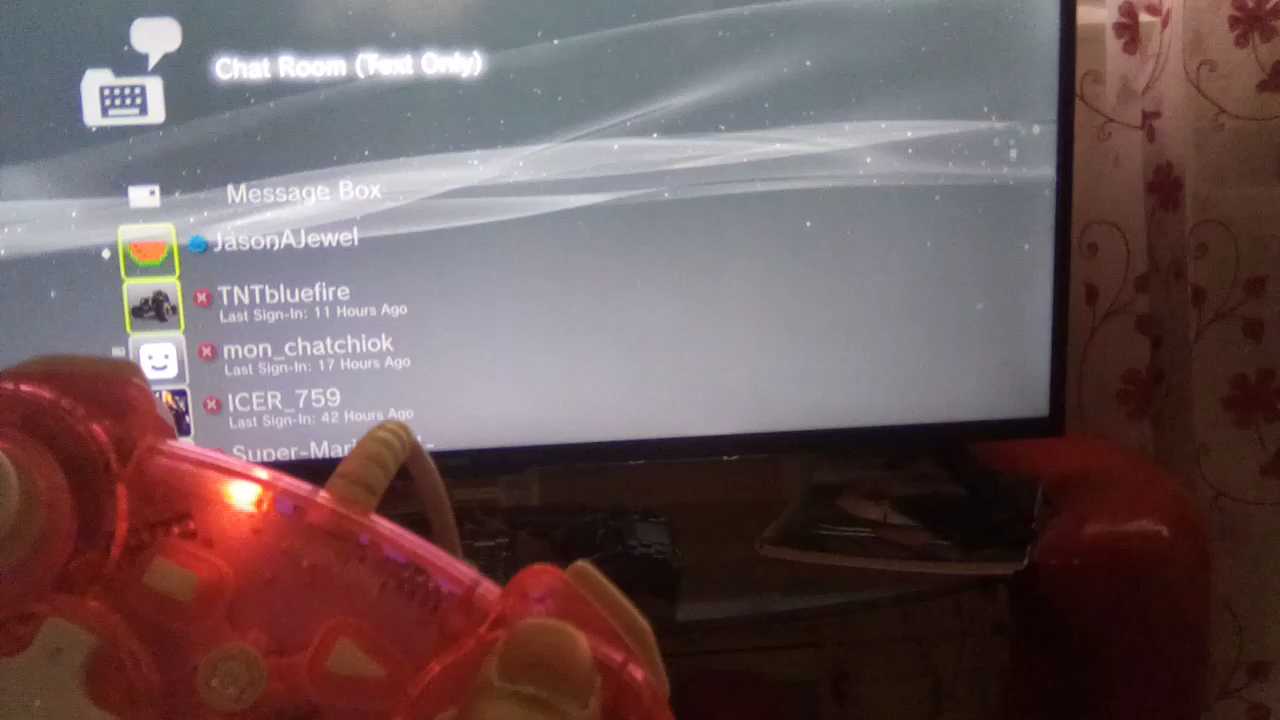 Chat Room (Text Only)
Message Box
JasonAJewel
TNTbluefire
Last Sign-In: 11 Hours Ago
mon_chatchiok
Last Sign-In: 17 Hours Ago
ICER_759
Last Sign-In: 42 Hours Ago